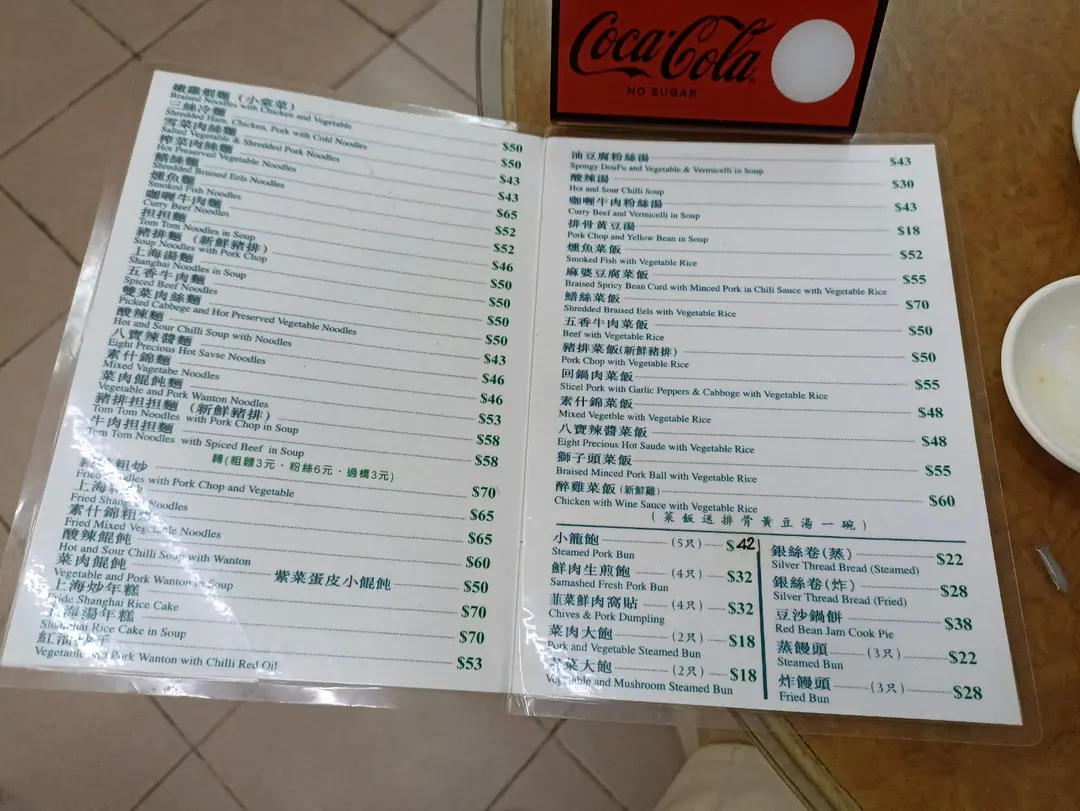 Coca-Cola
NO SUGAR
嫩雞煨麵 (小棠菜) $50
Braised Noodles with Chicken and Vegetable
三絲冷麵 $50
Shredded Ham, Chicken, Pork with Cold Noodles
雪菜肉絲麵 $43
Salted Vegetable & Shredded Pork Noodles
榨菜肉絲麵 $43
Hot Preserved Vegetable Noodles
鱔絲麵 $65
Shredded Braised Eels Noodles
燻魚麵 $52
Smoked Fish Noodles
咖喱牛肉麵 $52
Curry Beef Noodles
担担麵 $46
Tom Tom Noodles in Soup
豬排麵 (新鮮豬排) $50
Soup Noodles with Pork Chop
上海湯麵 $50
Shanghai Noodles in Soup
五香牛肉麵 $50
Spiced Beef Noodles
雙菜肉絲麵 $50
Picked Cabbege and Hot Preserved Vegetable Noodles
酸辣麵 $43
Hot and Sour Chilli Soup with Noodles
八寶辣醬麵 $46
Eight Precious Hot Savse Noodles
素什錦麵 $46
Mixed Vagetabe Noodles
菜肉餛飩麵 $53
Vegetable and Pork Wanton Noodles
豬排担担麵 (新鮮豬排) $58
Tom Tom Noodles with Pork Chop in Soup
牛肉担担麵 $58
Tom Tom Noodles with Spiced Beef in Soup
轉(粗麵3元．粉絲6元．過橋3元)
粗炒 $70
Fried Noodles with Pork Chop and Vegetable
上海粗炒 $65
Fried Shanghai Noodles
素什錦粗炒 $65
Fried Mixed Vegetable Noodles
酸辣餛飩 $60
Hot and Sour Chilli Soup with Wanton
菜肉餛飩 紫菜蛋皮小餛飩 $50
Vegetable and Pork Wanton in Soup
上海炒年糕 $70
Fride Shanghai Rice Cake
上海湯年糕 $70
Shanghai Rice Cake in Soup
紅油抄手 $53
Vegetable and Pork Wanton with Chilli Red Oil
油豆腐粉絲湯 $43
Spongy DouFu and Vegetable & Vermicelli in Soup
酸辣湯 $30
Hot and Sour Chilli Soup
咖喱牛肉粉絲湯 $43
Curry Beef and Vermicelli in Soup
排骨黃豆湯 $18
Pork Chop and Yellow Bean in Soup
燻魚菜飯 $52
Smoked Fish with Vegetable Rice
麻婆豆腐菜飯 $55
Braised Spricy Bean Curd with Minced Pork in Chili Sauce with Vegetable Rice
鱔絲菜飯 $70
Shredded Braised Eels with Vegetable Rice
五香牛肉菜飯 $50
Beef with Vegetable Rice
豬排菜飯(新鮮豬排) $50
Pork Chop with Vegetable Rice
回鍋肉菜飯 $55
Slicel Pork with Garlic Peppers & Cabboge with Vegetable Rice
素什錦菜飯 $48
Mixed Vegetble with Vegetable Rice
八寶辣醬菜飯 $48
Eight Precious Hot Saude with Vegetable Rice
獅子頭菜飯 $55
Braised Minced Pork Ball with Vegetable Rice
醉雞菜飯(新鮮雞) $60
Chicken with Wine Sauce with Vegetable Rice
(菜飯送排骨黃豆湯一碗)
小籠飽 (5只) $42
Steamed Pork Bun
鮮肉生煎飽 (4只) $32
Samashed Fresh Pork Bun
韮菜鮮肉窩貼 (4只) $32
Chives & Pork Dumpling
菜肉大飽 (2只) $18
Pork and Vegetable Steamed Bun
菜大飽 (2只) $18
Vegetable and Mushroom Steamed Bun
銀絲卷(蒸) $22
Silver Thread Bread (Steamed)
銀絲卷(炸) $28
Silver Thread Bread (Fried)
豆沙鍋餅 $38
Red Bean Jam Cook Pie
蒸饅頭 (3只) $22
Steamed Bun
炸饅頭 (3只) $28
Fried Bun